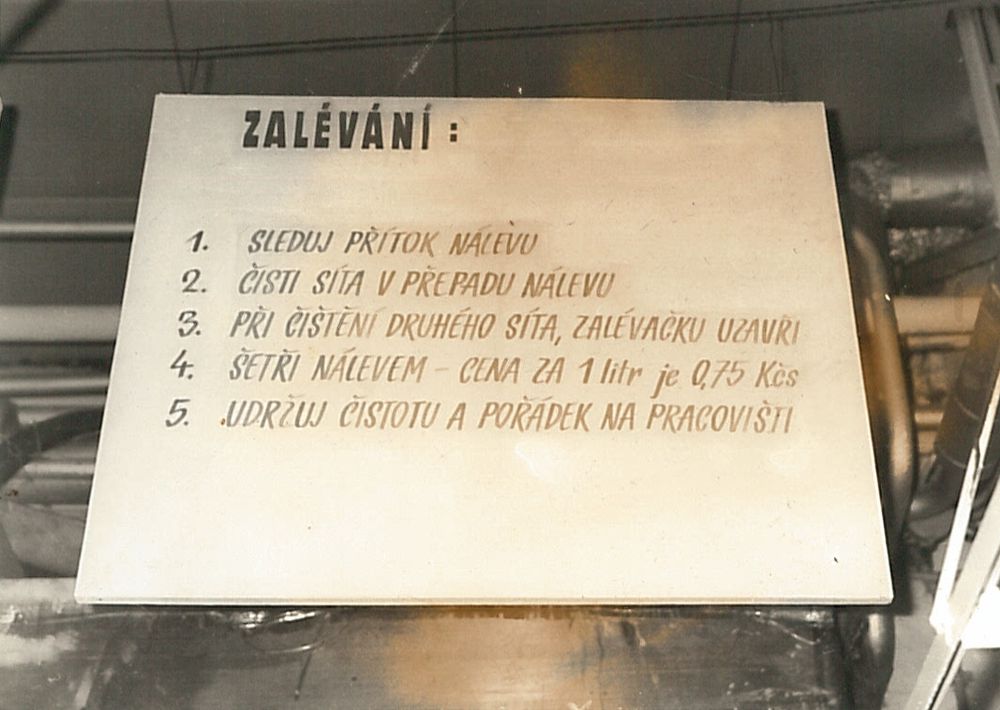 ZALÉVÁNÍ :
1. SLEDUJ PŘÍTOK NÁLEVU
2. ČISTI SÍTA V PŘEPADU NÁLEVU
3. PŘI ČIŠTĚNÍ DRUHÉHO SÍTA, ZALÉVAČKU UZAVŘI
4. ŠETŘI NÁLEVEM - CENA ZA 1 litr je 0,75 Kčs
5. UDRŽUJ ČISTOTU A POŘÁDEK NA PRACOVIŠTI